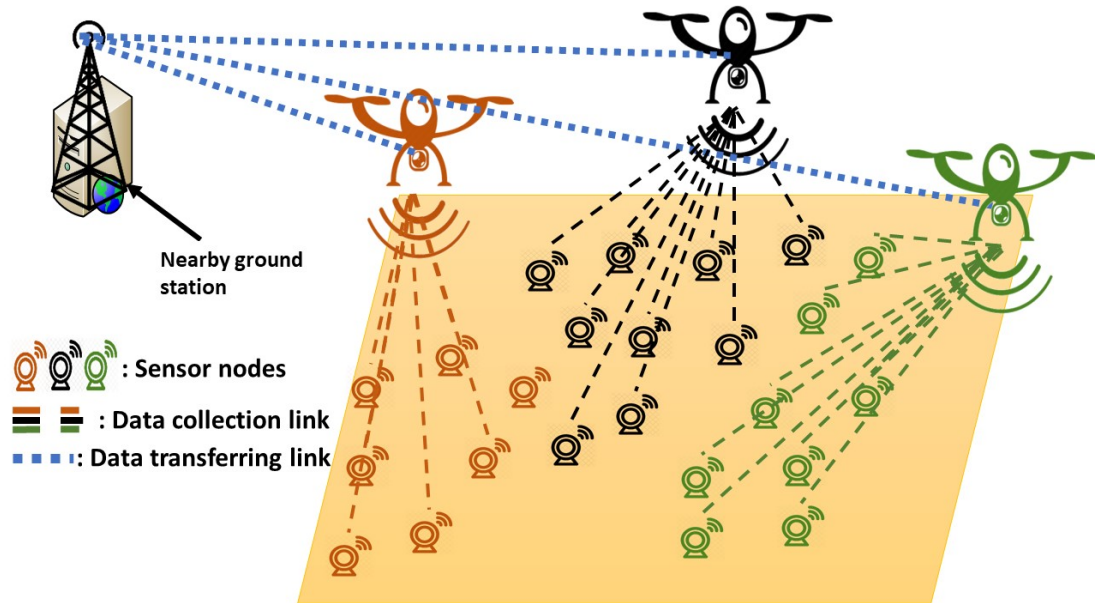 Nearby ground
station
: Sensor nodes
: Data collection link
: Data transferring link